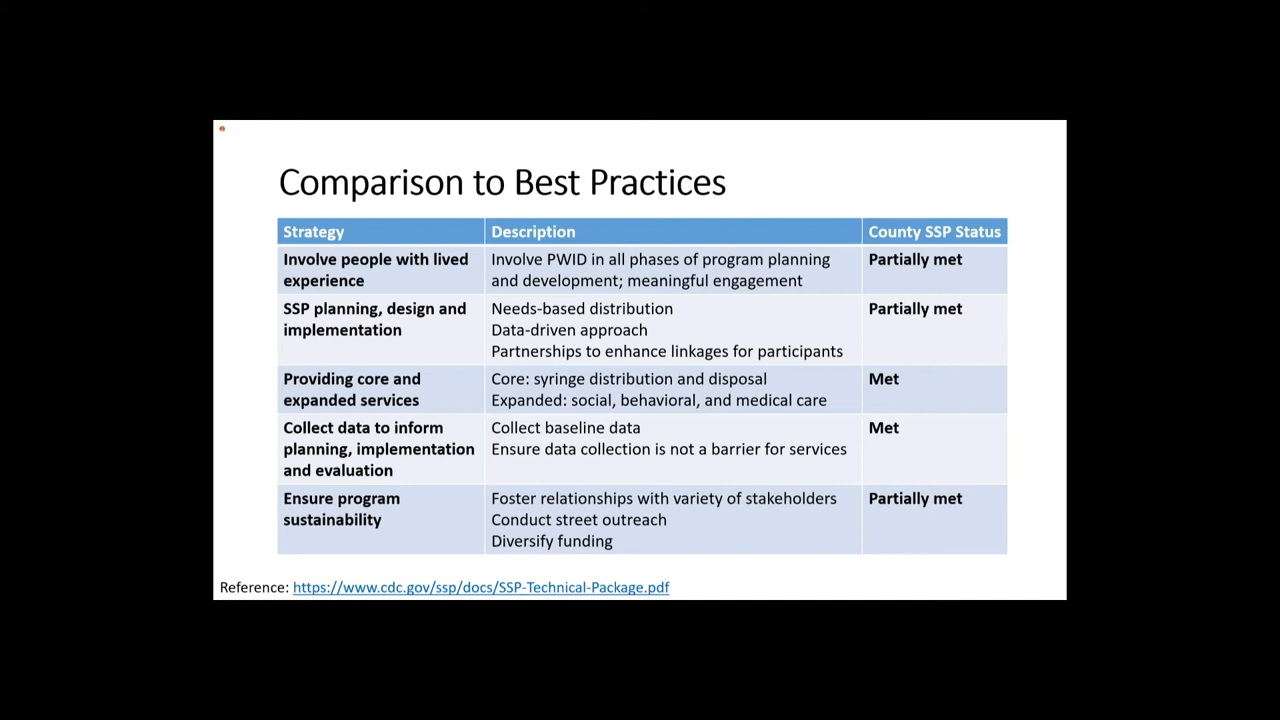 Comparison to Best Practices
Strategy
Description
County SSP Status
Involve people with lived
experience
Involve PWID in all phases of program planning
and development; meaningful engagement
Partially met
SSP planning, design and
implementation
Needs-based distribution
Data-driven approach
Partnerships to enhance linkages for participants
Partially met
Providing core and
expanded services
Core: syringe distribution and disposal
Expanded: social, behavioral, and medical care
Met
Collect data to inform
planning, implementation
and evaluation
Collect baseline data
Ensure data collection is not a barrier for services
Met
Ensure program
sustainability
Foster relationships with variety of stakeholders
Conduct street outreach
Diversify funding
Partially met
Reference: https://www.cdc.gov/ssp/docs/SSP-Technical-Package.pdf